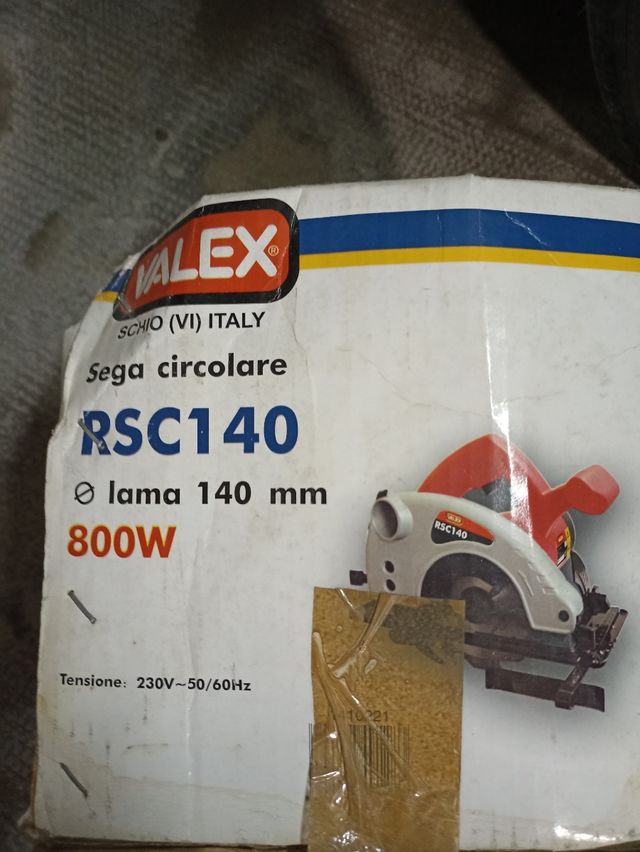 VALEX®
SCHIO (VI) ITALY
Sega circolare
RSC140
Ø lama 140 mm
800W
RSC140
Tensione: 230V~50/60Hz